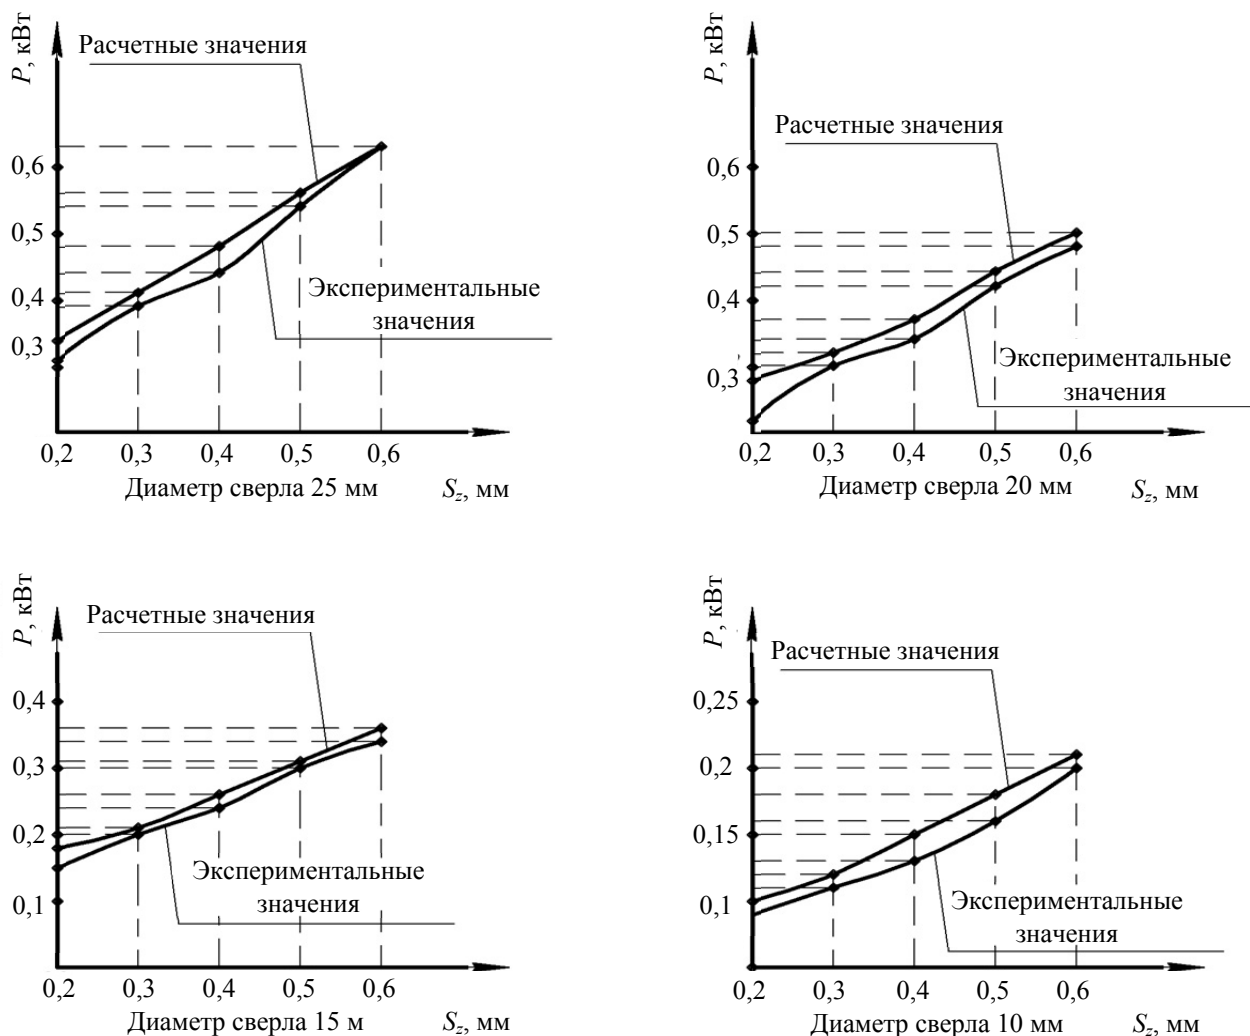 P, кВт
Расчетные значения
0,6
0,5
0,4
0,3
Экспериментальные
значения
0,2 0,3 0,4 0,5 0,6
Диаметр сверла 25 мм
S_z, мм
P, кВт
Расчетные значения
0,6
0,5
0,4
0,3
Экспериментальные
значения
0,2 0,3 0,4 0,5 0,6
Диаметр сверла 20 мм
S_z, мм
P, кВт
Расчетные значения
0,4
0,3
0,2
0,1
Экспериментальные
значения
0,2 0,3 0,4 0,5 0,6
Диаметр сверла 15 м
S_z, мм
P, кВт
Расчетные значения
0,25
0,2
0,15
0,1
Экспериментальные
значения
0,2 0,3 0,4 0,5 0,6
Диаметр сверла 10 мм
S_z, мм